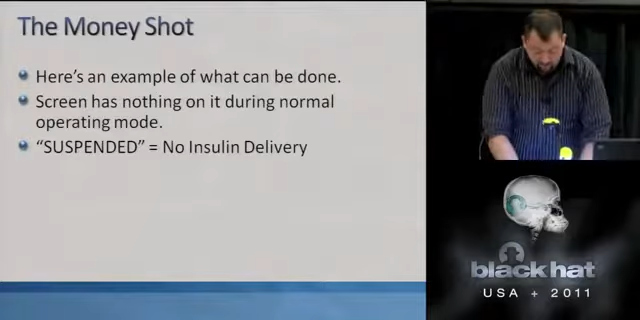 The Money Shot
Here's an example of what can be done.
Screen has nothing on it during normal
operating mode.
"SUSPENDED" = No Insulin Delivery
black hat
USA + 2011